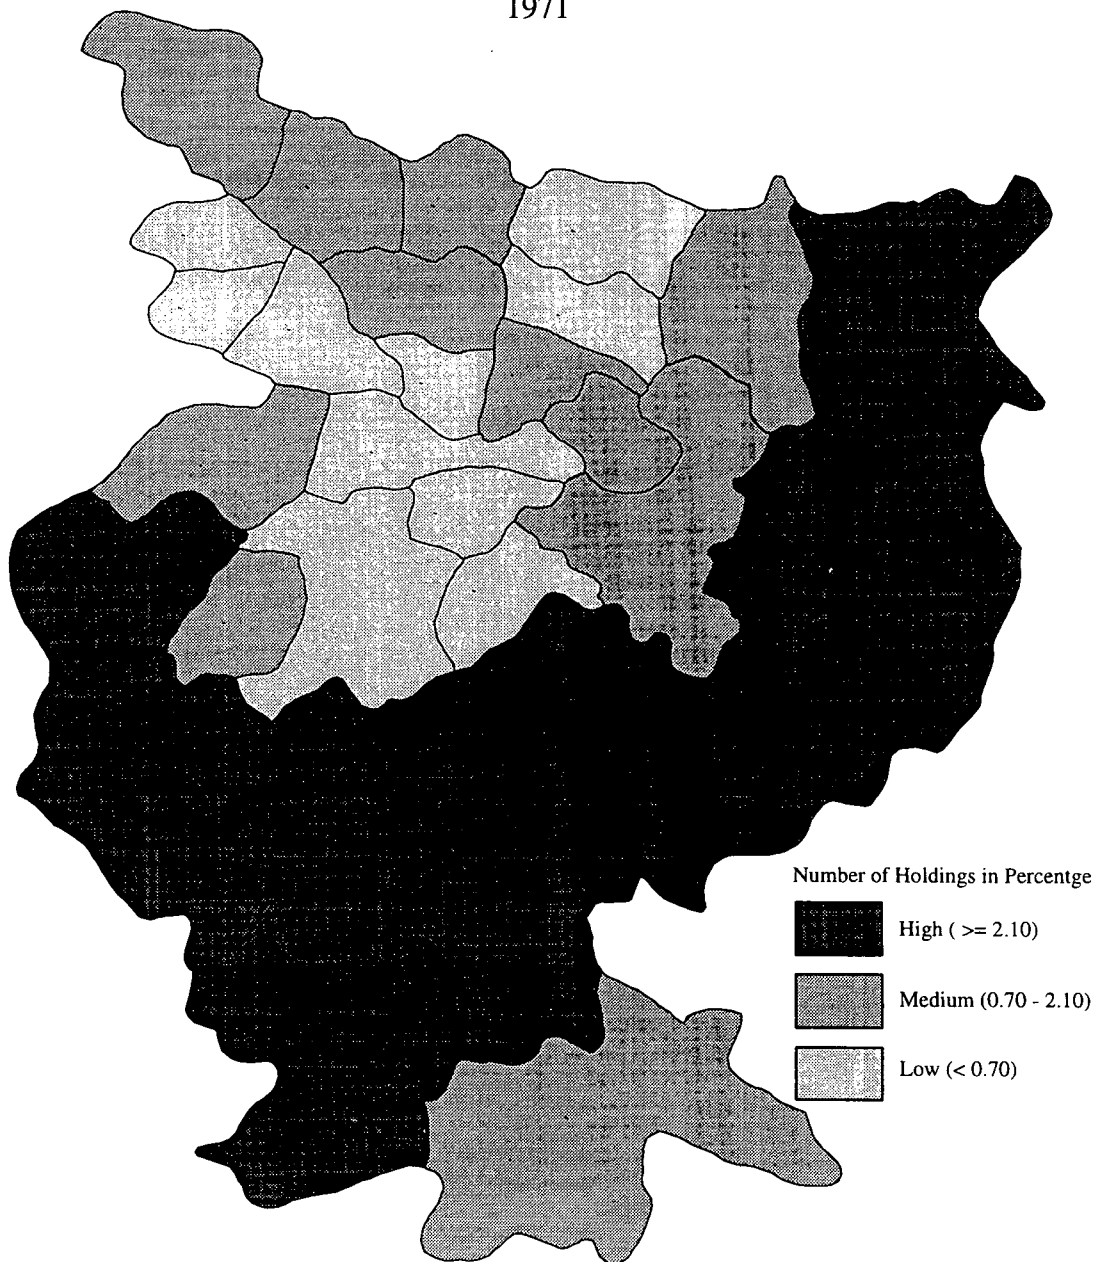 1971
Number of Holdings in Percentge
High ( >= 2.10)
Medium (0.70 - 2.10)
Low (< 0.70)